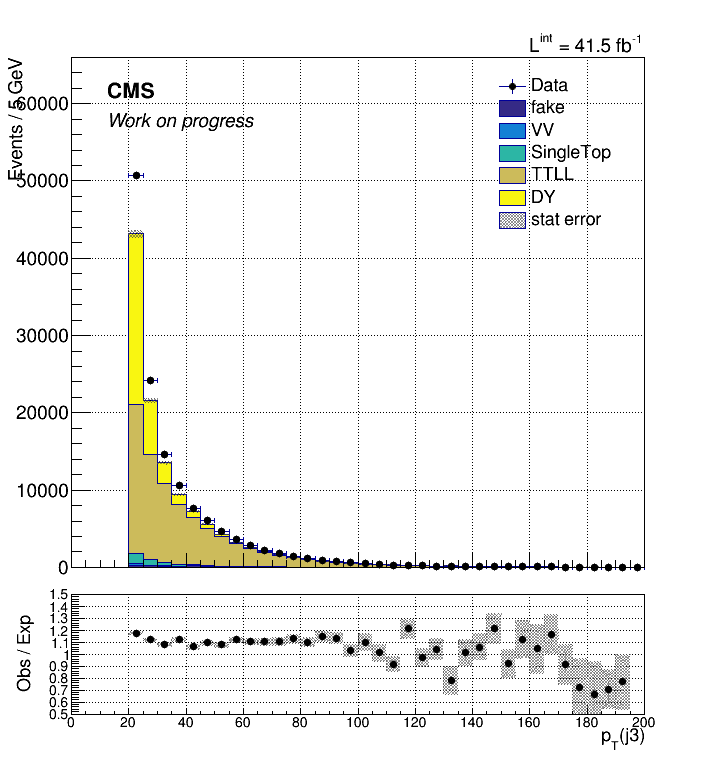 L^int = 41.5 fb^-1
Events / 5 GeV
CMS
Work on progress
Data
fake
VV
SingleTop
TTLL
DY
stat error
60000
50000
40000
30000
20000
10000
0
Obs / Exp
1.5
1.4
1.3
1.2
1.1
1
0.9
0.8
0.7
0.6
0.5
0 20 40 60 80 100 120 140 160 180 200
p_T(j3)